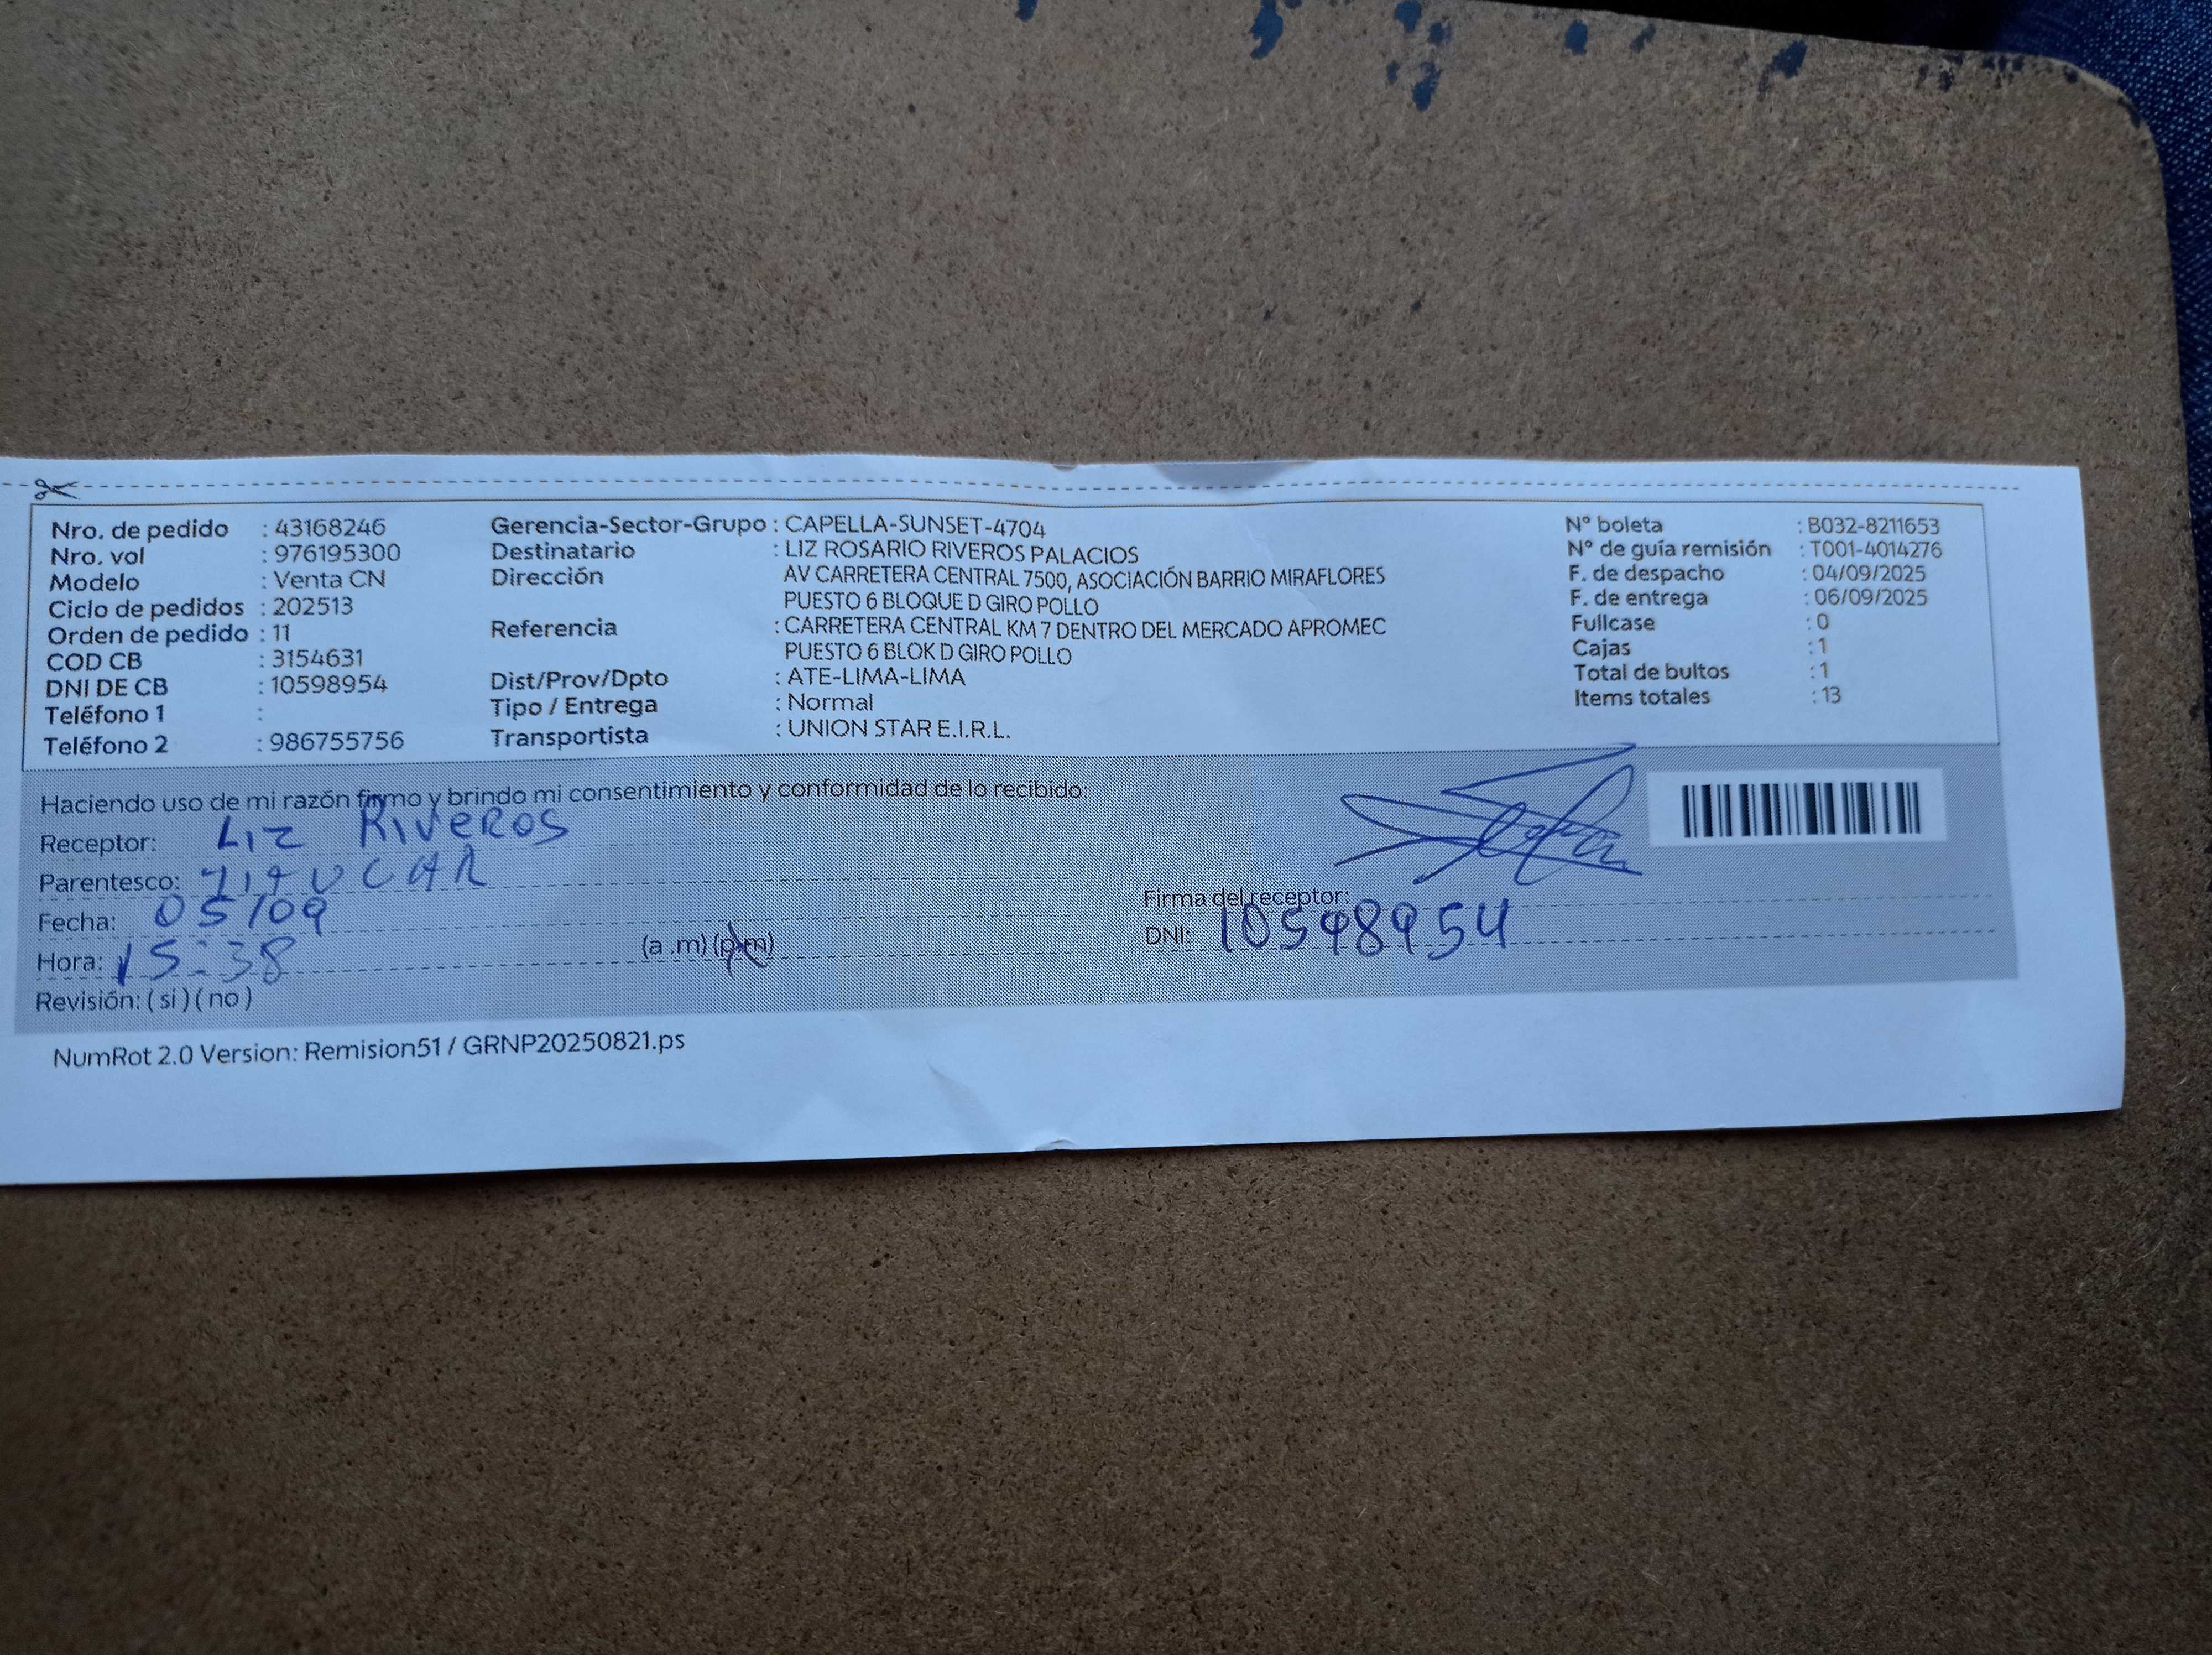 Nro. de pedido : 43168246
Nro. vol : 976195300
Modelo : Venta CN
Ciclo de pedidos : 202513
Orden de pedido : 11
COD CB : 3154631
DNI DE CB : 10598954
Teléfono 1 :
Teléfono 2 : 986755756
Gerencia-Sector-Grupo : CAPELLA-SUNSET-4704
Destinatario : LIZ ROSARIO RIVEROS PALACIOS
Dirección AV CARRETERA CENTRAL 7500, ASOCIACIÓN BARRIO MIRAFLORES
PUESTO 6 BLOQUE D GIRO POLLO
Referencia : CARRETERA CENTRAL KM 7 DENTRO DEL MERCADO APROMEC
PUESTO 6 BLOK D GIRO POLLO
Dist/Prov/Dpto : ATE-LIMA-LIMA
Tipo / Entrega : Normal
Transportista : UNION STAR E.I.R.L.
N° boleta : B032-8211653
N° de guía remisión : T001-4014276
F. de despacho : 04/09/2025
F. de entrega : 06/09/2025
Fullcase : 0
Cajas : 1
Total de bultos : 1
Items totales : 13
Haciendo uso de mi razón firmo y brindo mi consentimiento y conformidad de lo recibido:
Receptor: Liz Riveros
Parentesco:
Fecha: 05/09
Hora: 15:38 (a .m) (p.m)
Revisión: ( si ) ( no )
Firma del receptor:
DNI: 10598954
NumRot 2.0 Version: Remision51 / GRNP20250821.ps